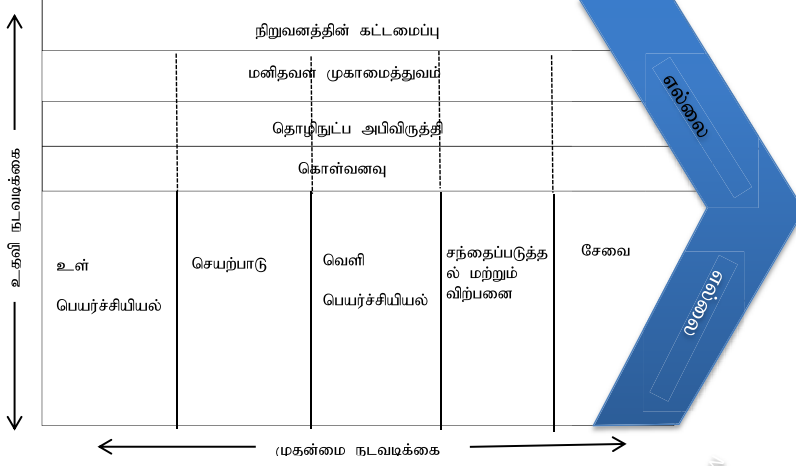 நிறுவனத்தின் கட்டமைப்பு
மனிதவள முகாமைத்துவம்
தொழிநுட்ப அபிவிருத்தி
கொள்வனவு
உதவி நடவடிக்கை
உள்
பெயர்ச்சியியல்
செயற்பாடு
வெளி
பெயர்ச்சியியல்
சந்தைப்படுத்த
ல் மற்றும்
விற்பனை
சேவை
எல்லை
எல்லை
முதன்மை நடவடிக்கை